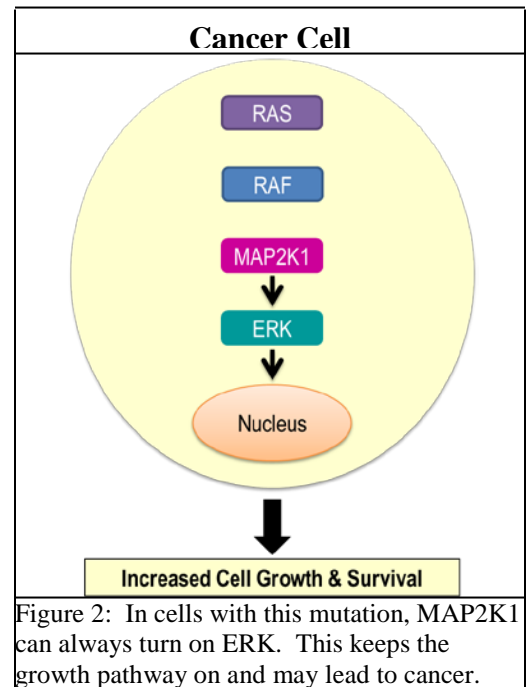 Cancer Cell
RAS
RAF
MAP2K1
ERK
Nucleus
Increased Cell Growth & Survival
Figure 2:  In cells with this mutation, MAP2K1
can always turn on ERK.  This keeps the
growth pathway on and may lead to cancer.